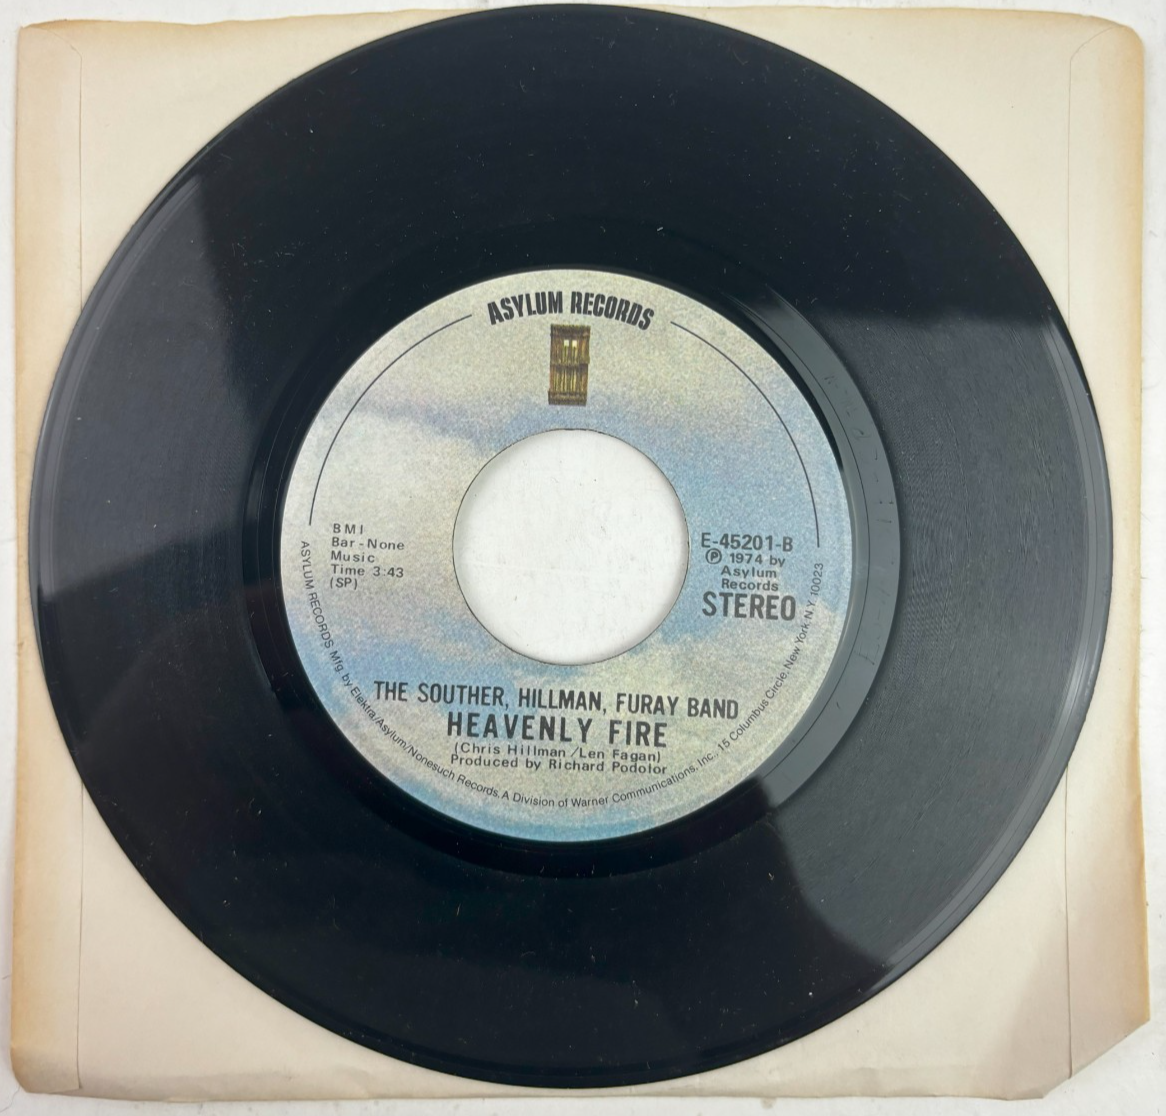 ASYLUM RECORDS
BMI
Bar-None
Music
Time 3:43
(SP)
E-45201-B
℗ 1974 by
Asylum
Records
STEREO
THE SOUTHER, HILLMAN, FURAY BAND
HEAVENLY FIRE
(Chris Hillman/Len Fagan)
Produced by Richard Podolor
ASYLUM RECORDS Mfg. by Elektra/Asylum/Nonesuch Records, A Division of Warner Communications, Inc., 15 Columbus Circle, New York, N.Y. 10023